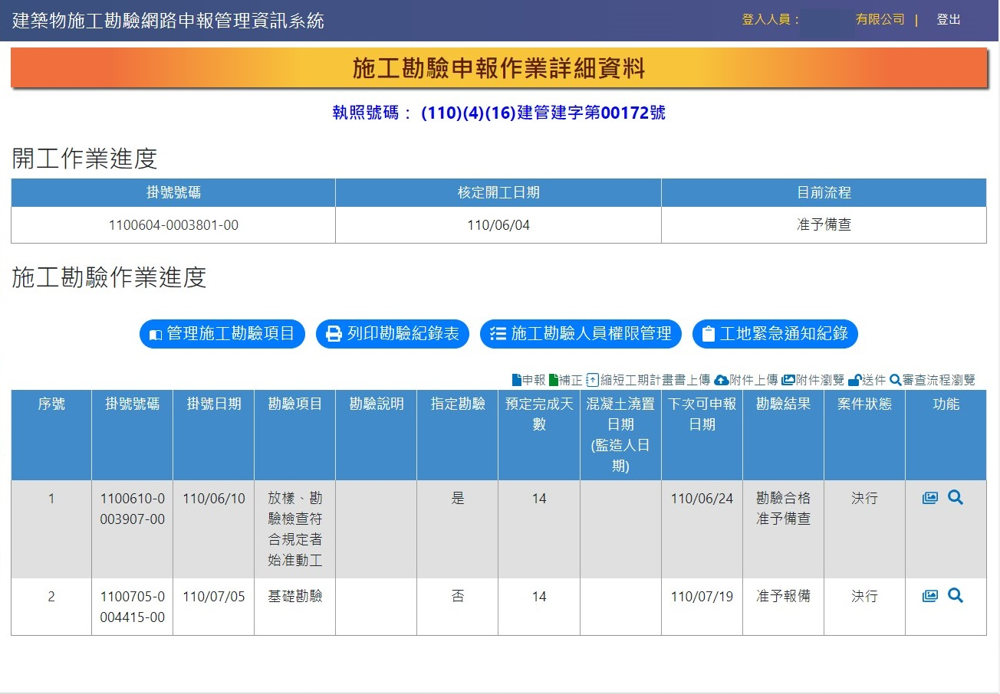 建築物施工勘驗網路申報管理資訊系統
登入人員： 有限公司 | 登出
施工勘驗申報作業詳細資料
執照號碼： (110)(4)(16)建管建字第00172號
開工作業進度
掛號號碼 核定開工日期 目前流程
1100604-0003801-00 110/06/04 准予備查
施工勘驗作業進度
管理施工勘驗項目 列印勘驗紀錄表 施工勘驗人員權限管理 工地緊急通知紀錄
申報 補正 縮短工期計畫書上傳 附件上傳 附件瀏覽 送件 審查流程瀏覽
序號 掛號號碼 掛號日期 勘驗項目 勘驗說明 指定勘驗 預定完成天 混凝土澆置 下次可申報 勘驗結果 案件狀態 功能
數 日期 日期
(監造人日
期)
1 1100610-0 110/06/10 放樣、勘 是 14 110/06/24 勘驗合格 決行
003907-00 驗檢查符 准予備查
合規定者
始准動工
2 1100705-0 110/07/05 基礎勘驗 否 14 110/07/19 准予報備 決行
004415-00